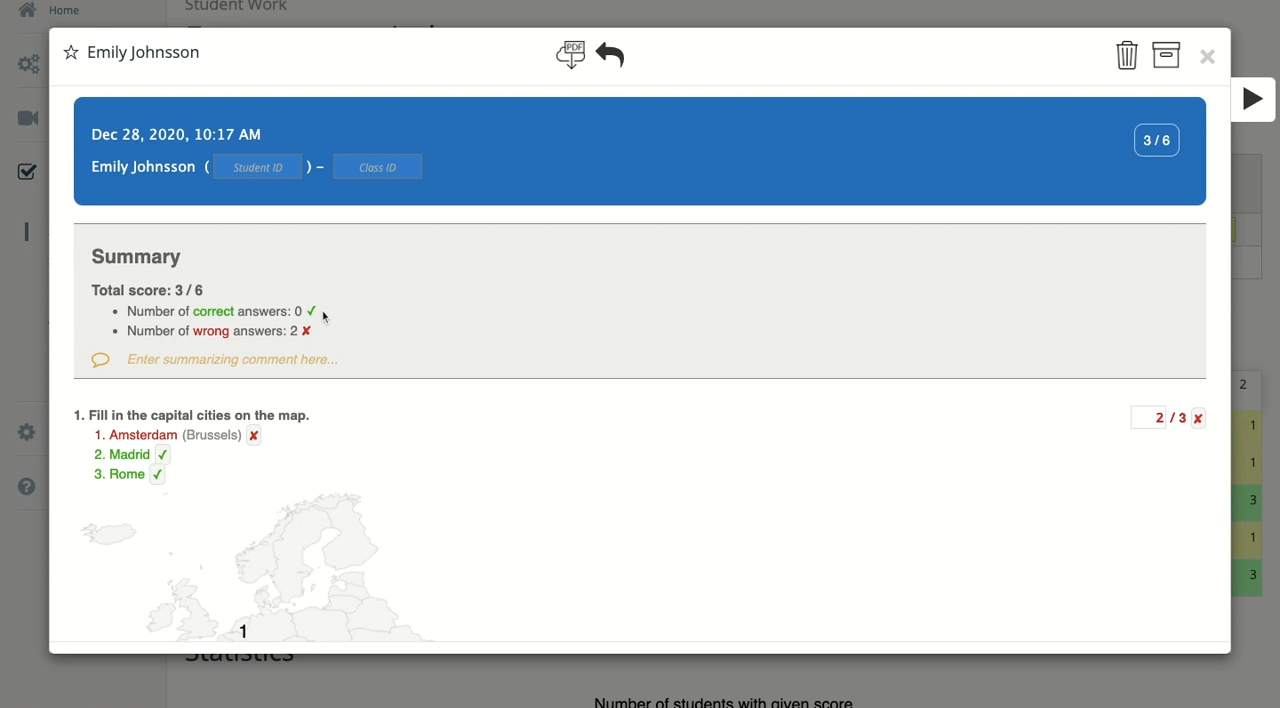 Home
Student Work
☆ Emily Johnsson
PDF
Dec 28, 2020, 10:17 AM
3 / 6
Emily Johnsson ( Student ID ) – Class ID
Summary
Total score: 3 / 6
• Number of correct answers: 0 ✓
• Number of wrong answers: 2 ✘
Enter summarizing comment here...
2
1. Fill in the capital cities on the map.
2 / 3 ✘
1. Amsterdam (Brussels) ✘
2. Madrid ✓
3. Rome ✓
1
1
3
1
3
1
Statistics
Number of students with given score